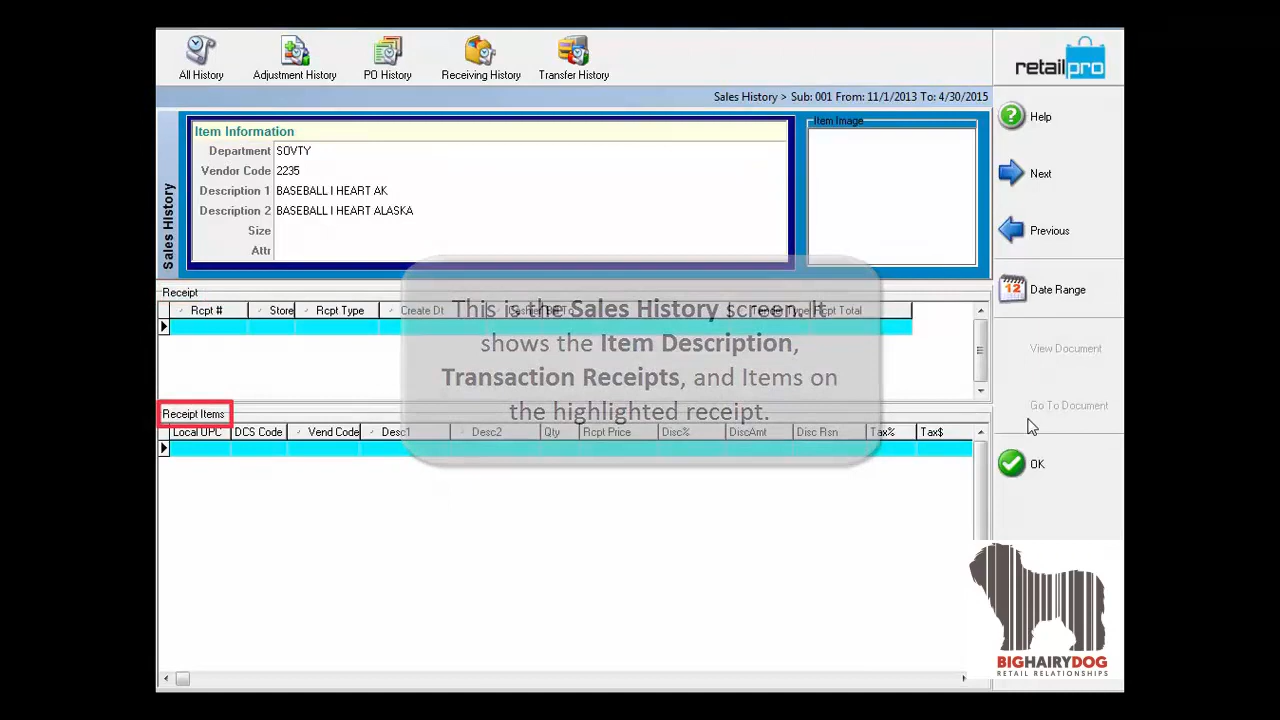 All History Adjustment History PO History Receiving History Transfer History
retailpro
Sales History > Sub: 001 From: 11/1/2013 To: 4/30/2015
Sales History
Item Information
Department SOVTY
Vendor Code 2235
Description 1 BASEBALL I HEART AK
Description 2 BASEBALL I HEART ALASKA
Size
Attr
Item Image
Help
Next
Previous
Date Range
View Document
Go To Document
OK
Receipt
Rcpt # Store Rcpt Type Create Dt Cashier Bill To Tender Type Rcpt Total
This is the Sales History screen. It
shows the Item Description,
Transaction Receipts, and Items on
the highlighted receipt.
Receipt Items
Local UPC DCS Code Vend Code Desc1 Desc2 Qty Rcpt Price Disc% DiscAmt Disc Rsn Tax% Tax$
BIGHAIRYDOG
RETAIL RELATIONSHIPS